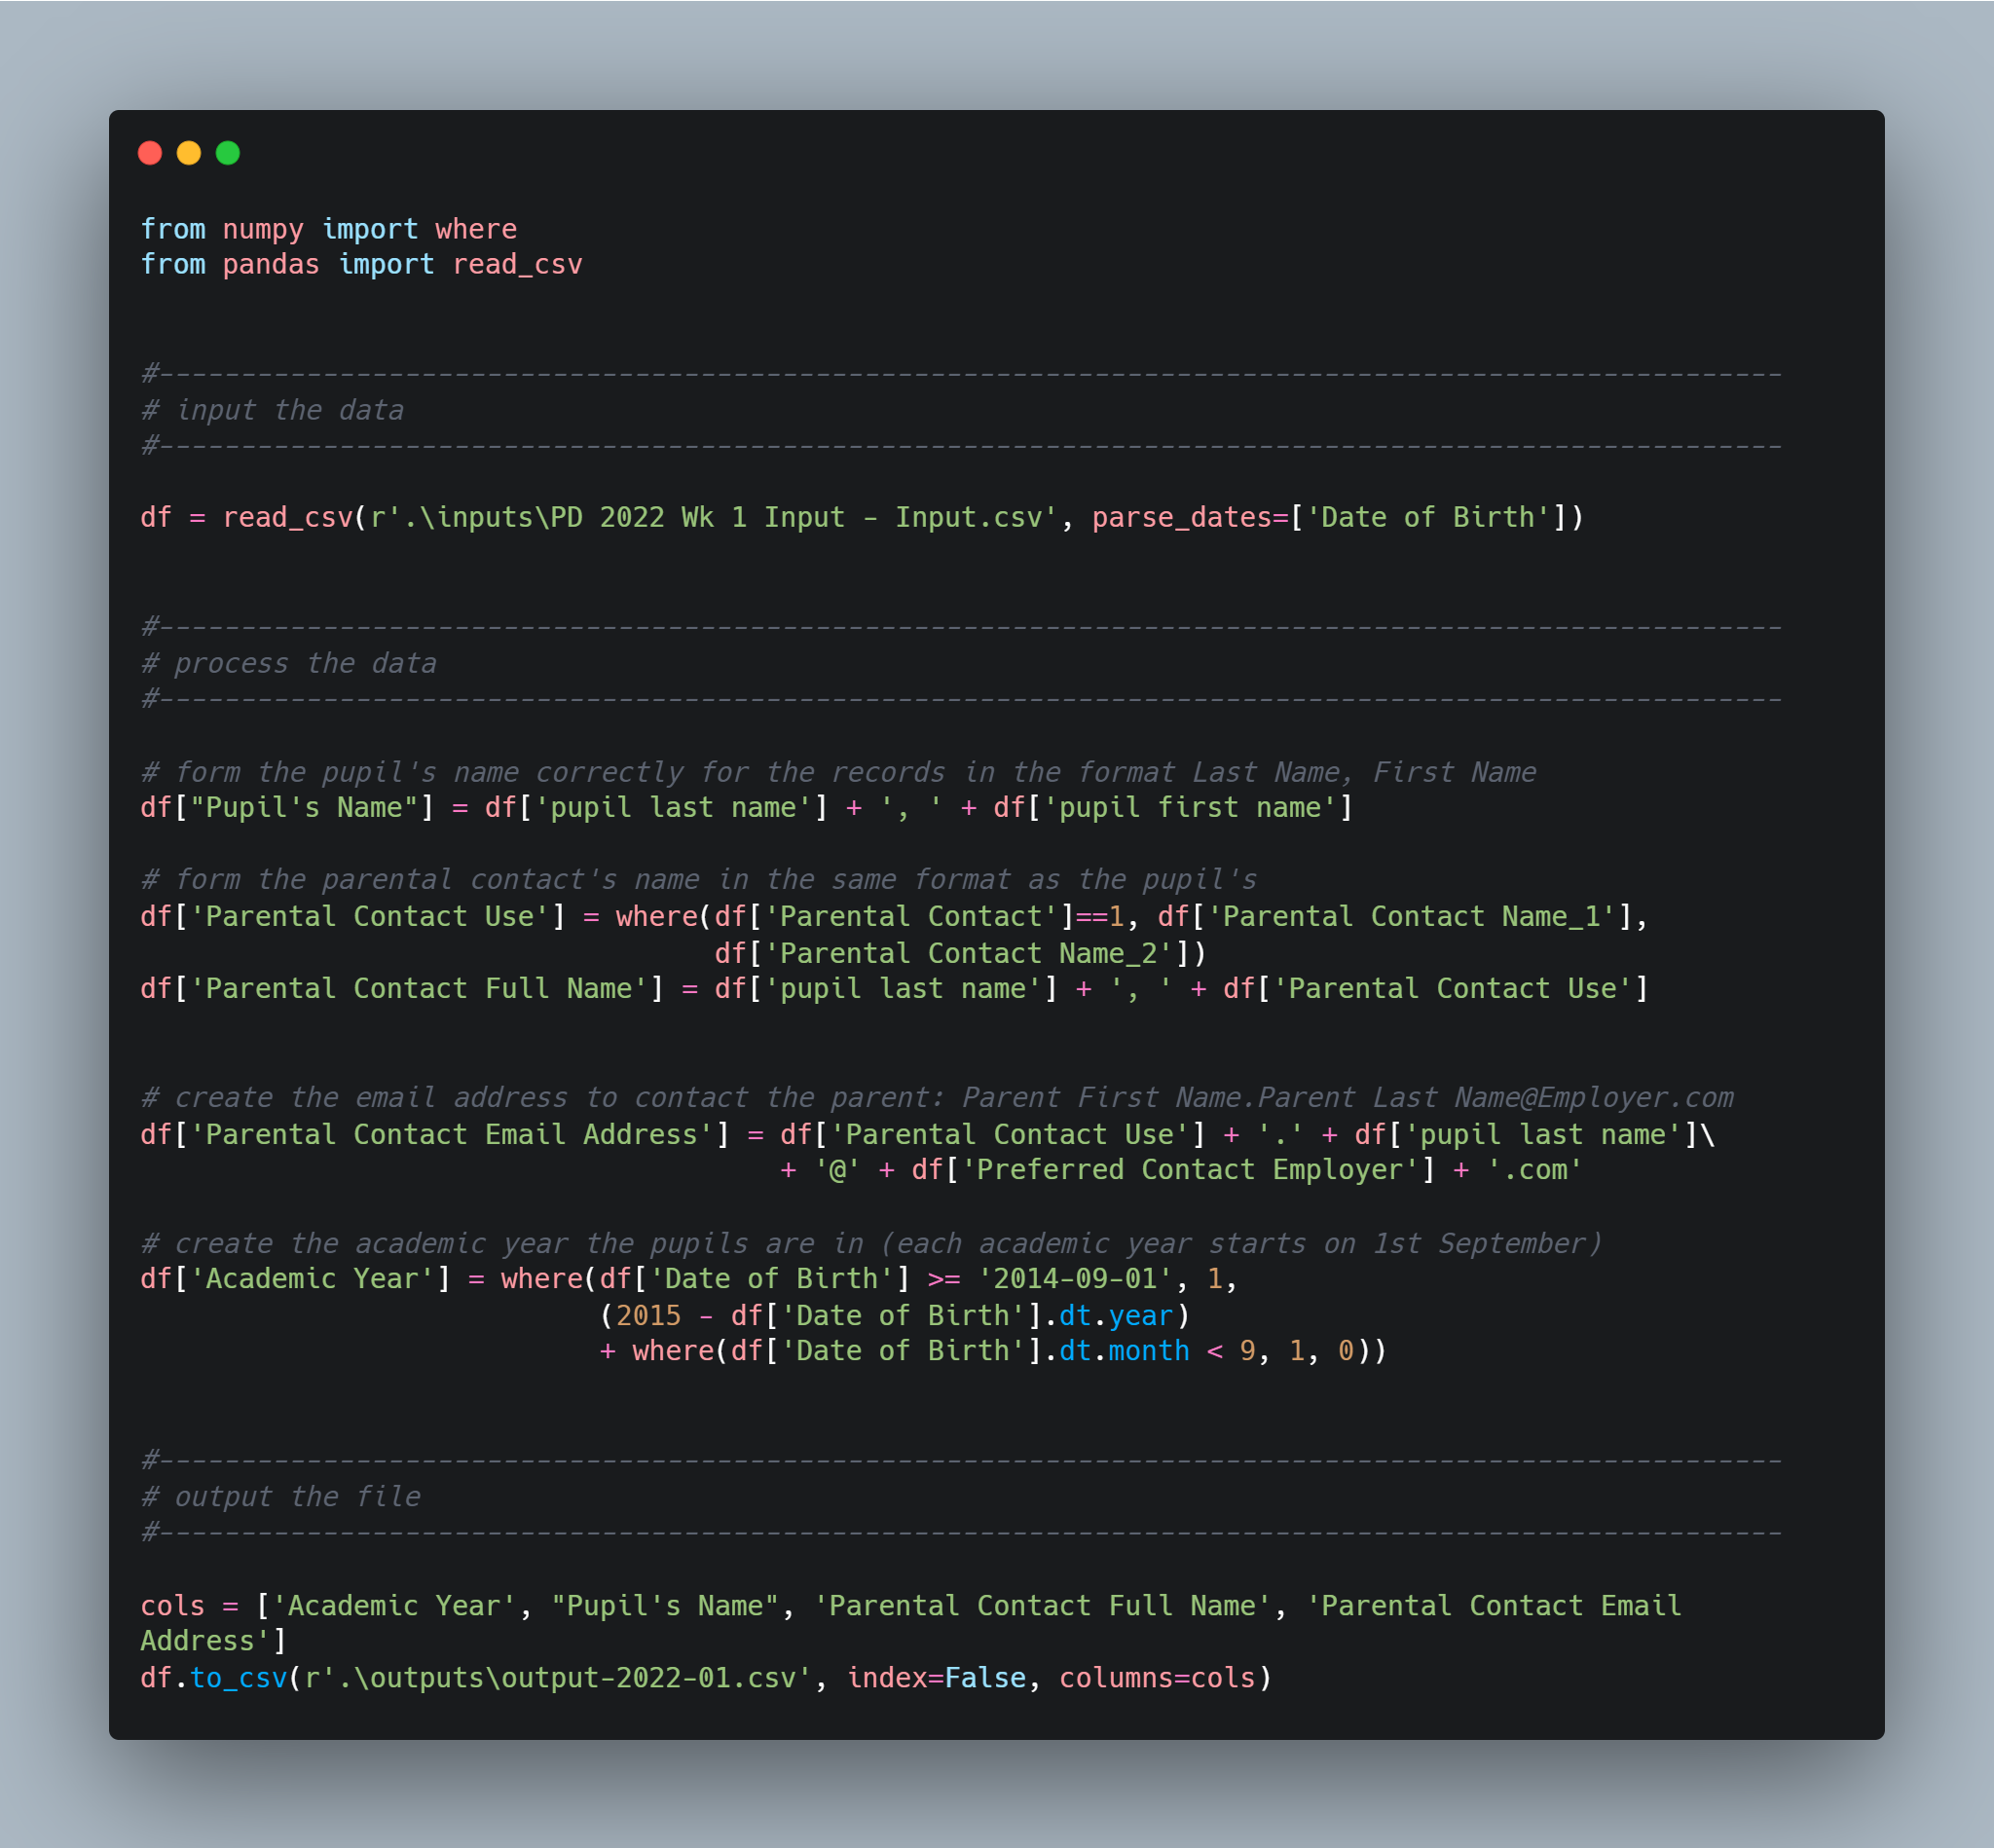 from numpy import where
from pandas import read_csv
#---------------------------------------------------------------------------------------------------
# input the data
#---------------------------------------------------------------------------------------------------
df = read_csv(r'.\inputs\PD 2022 Wk 1 Input - Input.csv', parse_dates=['Date of Birth'])
#---------------------------------------------------------------------------------------------------
# process the data
#---------------------------------------------------------------------------------------------------
# form the pupil's name correctly for the records in the format Last Name, First Name
df["Pupil's Name"] = df['pupil last name'] + ', ' + df['pupil first name']
# form the parental contact's name in the same format as the pupil's
df['Parental Contact Use'] = where(df['Parental Contact']==1, df['Parental Contact Name_1'],
                                   df['Parental Contact Name_2'])
df['Parental Contact Full Name'] = df['pupil last name'] + ', ' + df['Parental Contact Use']
# create the email address to contact the parent: Parent First Name.Parent Last Name@Employer.com
df['Parental Contact Email Address'] = df['Parental Contact Use'] + '.' + df['pupil last name']\
                                       + '@' + df['Preferred Contact Employer'] + '.com'
# create the academic year the pupils are in (each academic year starts on 1st September)
df['Academic Year'] = where(df['Date of Birth'] >= '2014-09-01', 1,
                            (2015 - df['Date of Birth'].dt.year)
                            + where(df['Date of Birth'].dt.month < 9, 1, 0))
#---------------------------------------------------------------------------------------------------
# output the file
#---------------------------------------------------------------------------------------------------
cols = ['Academic Year', "Pupil's Name", 'Parental Contact Full Name', 'Parental Contact Email
Address']
df.to_csv(r'.\outputs\output-2022-01.csv', index=False, columns=cols)